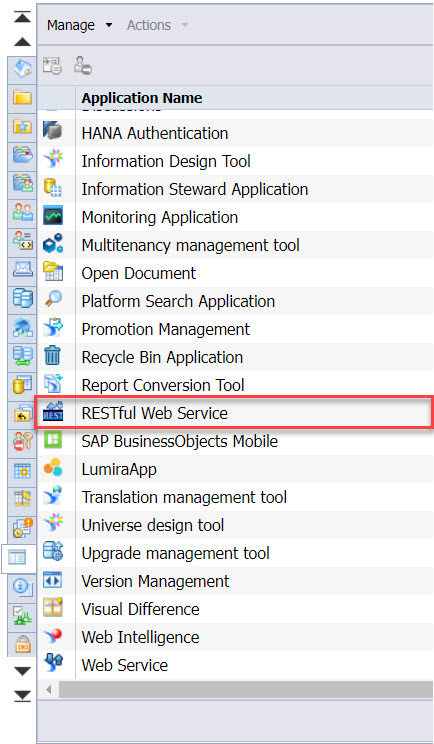 Manage Actions
Application Name
Discussions
HANA Authentication
Information Design Tool
Information Steward Application
Monitoring Application
Multitenancy management tool
Open Document
Platform Search Application
Promotion Management
Recycle Bin Application
Report Conversion Tool
REST RESTful Web Service
SAP BusinessObjects Mobile
LumiraApp
Translation management tool
Universe design tool
Upgrade management tool
Version Management
Visual Difference
Web Intelligence
Web Service